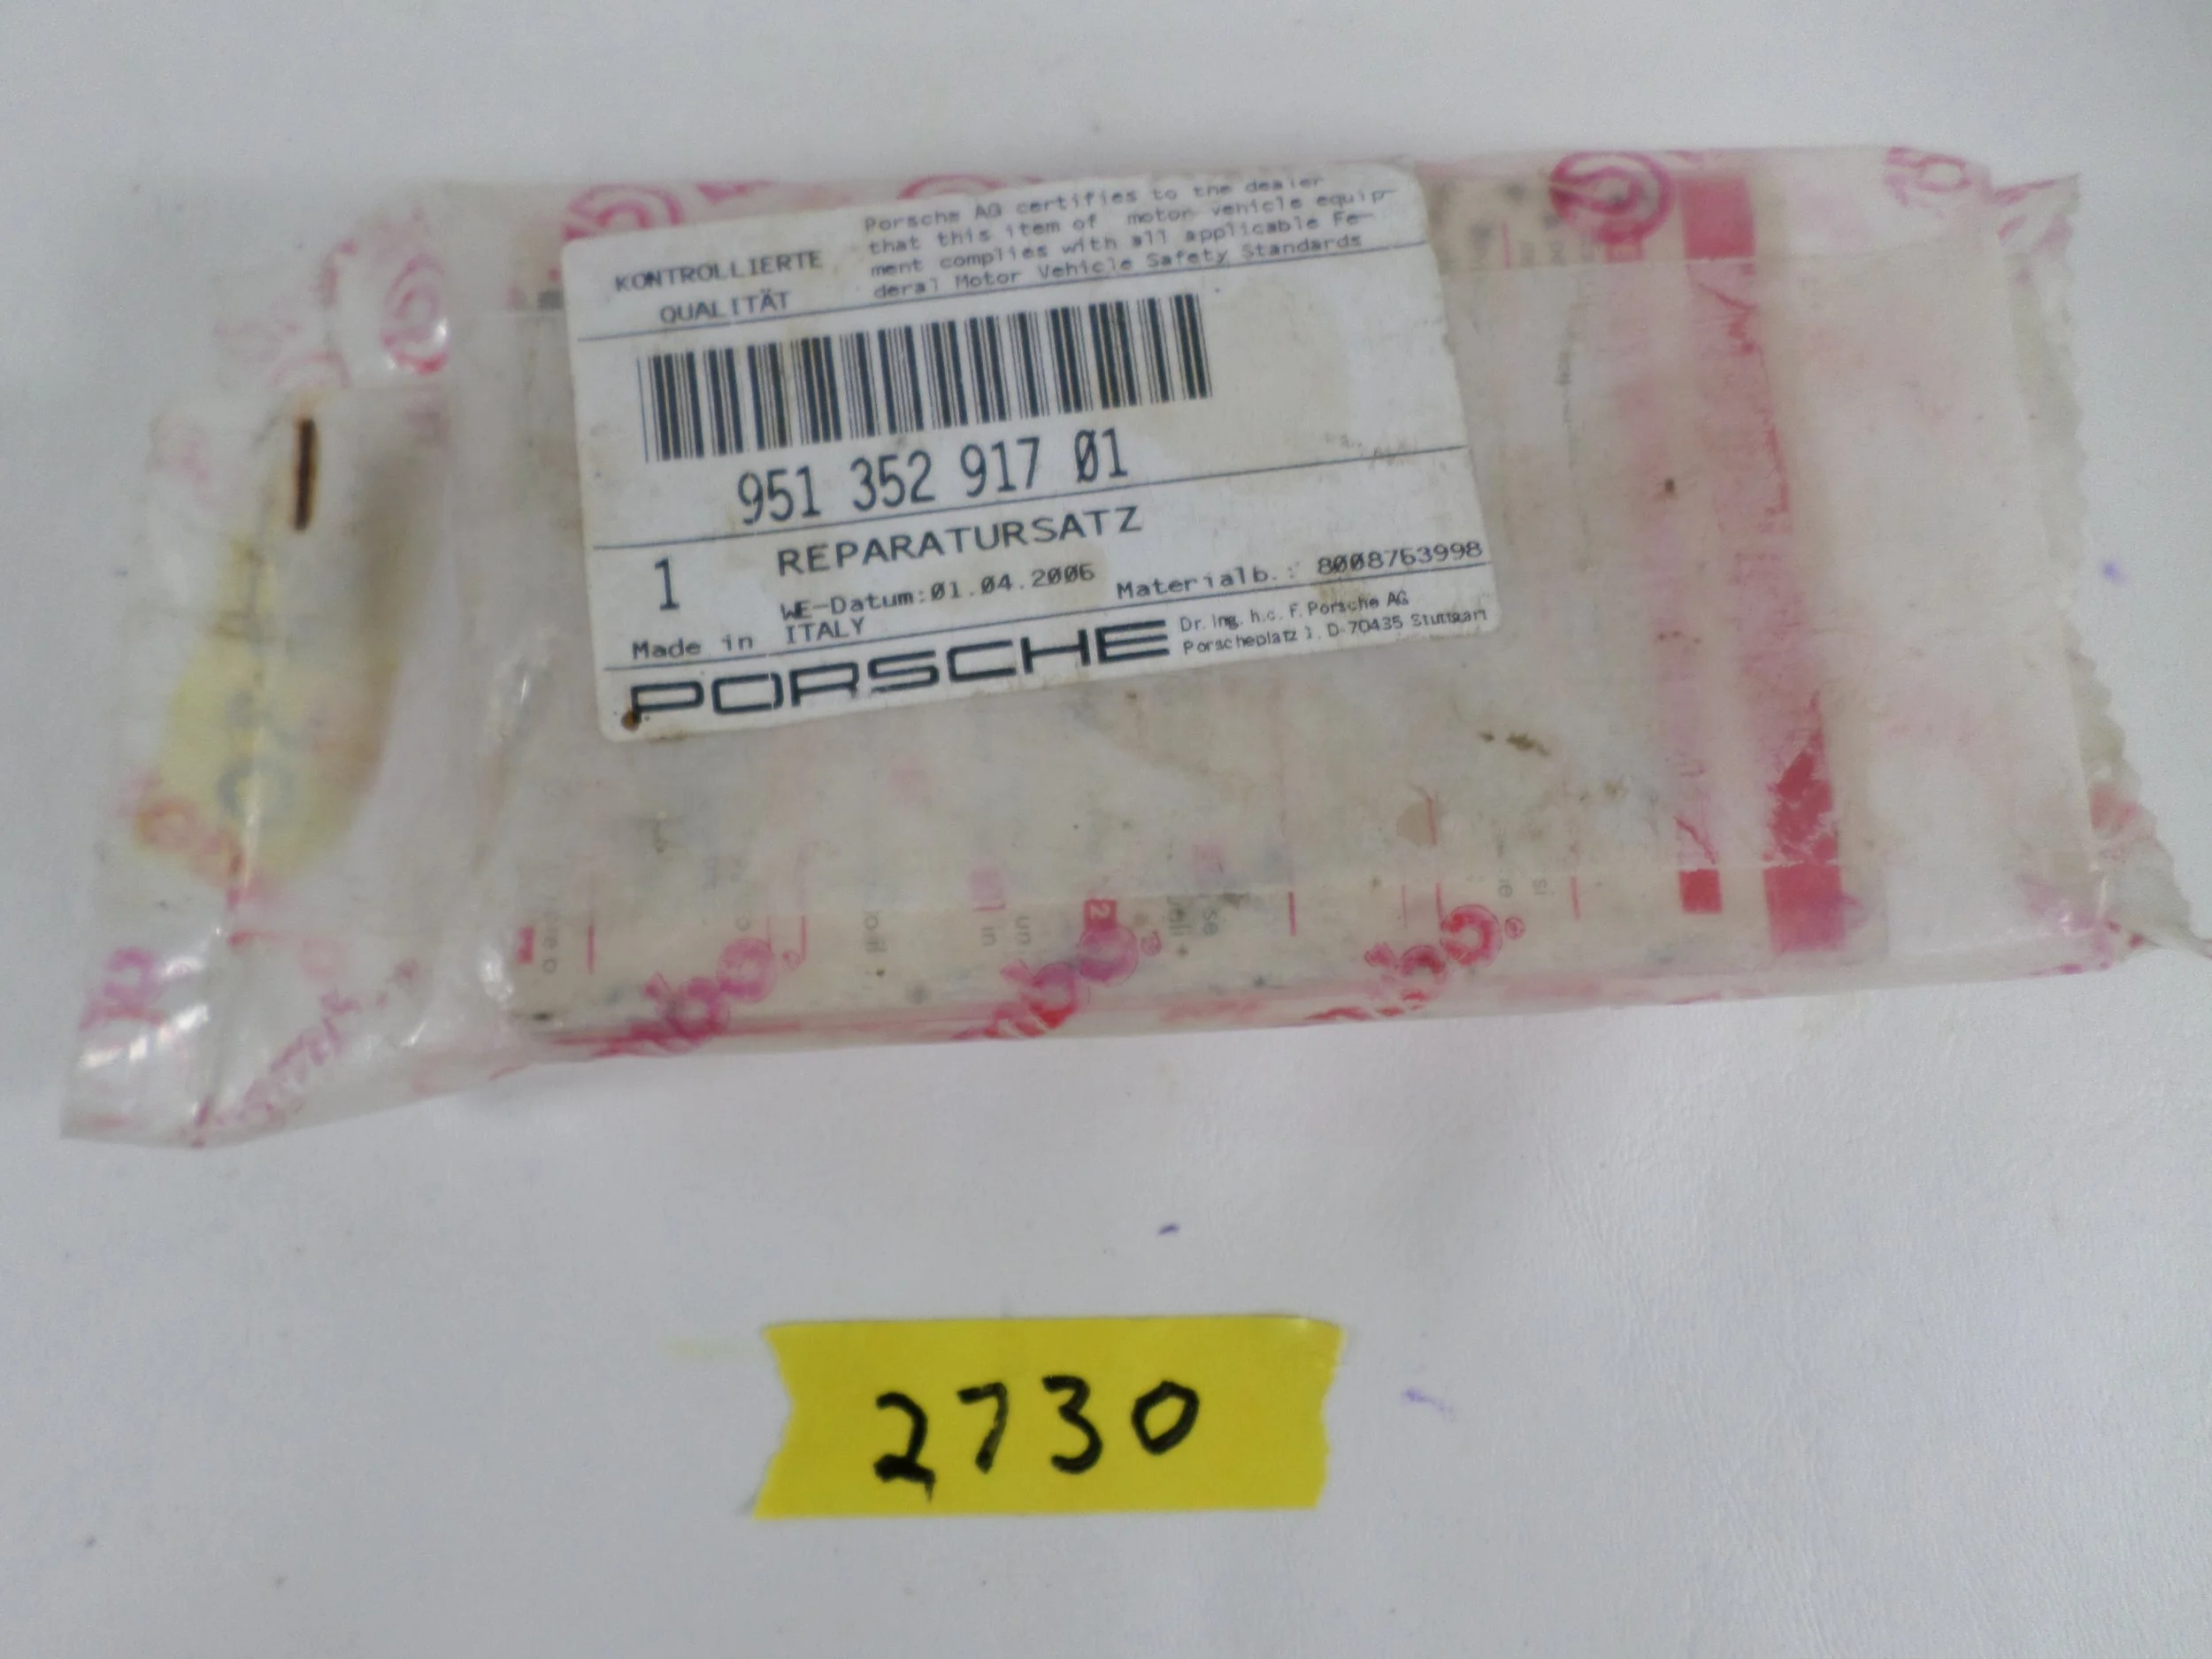 KONTROLLIERTE
QUALITÄT
Porsche AG certifies to the dealer
that this item of motor vehicle equip-
ment complies with all applicable Fe-
deral Motor Vehicle Safety Standards
951 352 917 01
1
REPARATURSATZ
WE-Datum:01.04.2006 Materialb.: 8008763998
Made in ITALY
PORSCHE
Dr. Ing. h.c. F. Porsche AG
Porscheplatz 1, D-70435 Stuttgart
2730